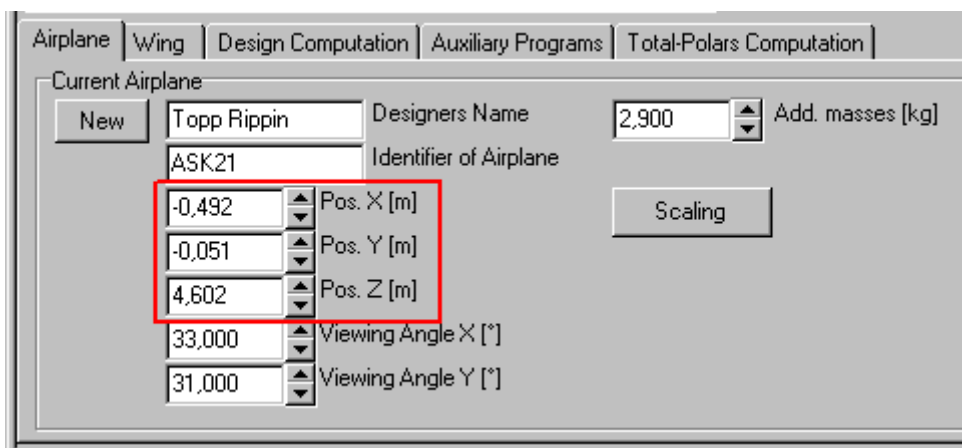 Airplane Wing Design Computation Auxiliary Programs Total-Polars Computation
Current Airplane
New Topp Rippin Designers Name 2,900 Add. masses [kg]
ASK21 Identifier of Airplane
-0,492 Pos. X [m] Scaling
-0,051 Pos. Y [m]
4,602 Pos. Z [m]
33,000 Viewing Angle X [°]
31,000 Viewing Angle Y [°]